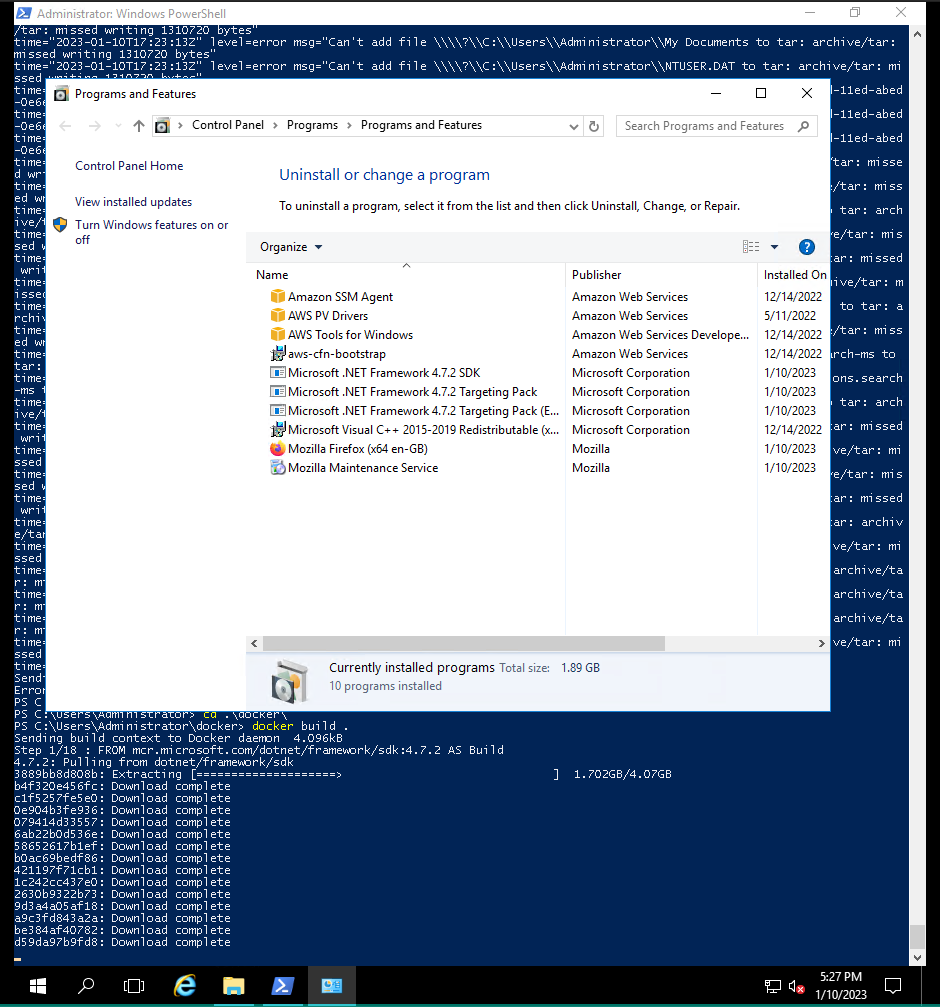 Administrator: Windows PowerShell
/tar: missed writing 1310720 bytes"
time="2023-01-10T17:23:13Z" level=error msg="Can't add file \\\\?\\C:\\Users\\Administrator\\My Documents to tar: archive/tar:
missed writing 1310720 bytes"
time="2023-01-10T17:23:13Z" level=error msg="Can't add file \\\\?\\C:\\Users\\Administrator\\NTUSER.DAT to tar: archive/tar: mi
ssed writing 1310720 bytes"
Programs and Features
Control Panel > Programs > Programs and Features
Search Programs and Features
Control Panel Home
View installed updates
Turn Windows features on or
off
Uninstall or change a program
To uninstall a program, select it from the list and then click Uninstall, Change, or Repair.
Organize
Name Publisher Installed On
Amazon SSM Agent Amazon Web Services 12/14/2022
AWS PV Drivers Amazon Web Services 5/11/2022
AWS Tools for Windows Amazon Web Services Develope... 12/14/2022
aws-cfn-bootstrap Amazon Web Services 12/14/2022
Microsoft .NET Framework 4.7.2 SDK Microsoft Corporation 1/10/2023
Microsoft .NET Framework 4.7.2 Targeting Pack Microsoft Corporation 1/10/2023
Microsoft .NET Framework 4.7.2 Targeting Pack (E... Microsoft Corporation 1/10/2023
Microsoft Visual C++ 2015-2019 Redistributable (x... Microsoft Corporation 12/14/2022
Mozilla Firefox (x64 en-GB) Mozilla 1/10/2023
Mozilla Maintenance Service Mozilla 1/10/2023
Currently installed programs Total size: 1.89 GB
10 programs installed
PS C:\Users\Administrator> cd .\docker\
PS C:\Users\Administrator\docker> docker build .
Sending build context to Docker daemon 4.096kB
Step 1/18 : FROM mcr.microsoft.com/dotnet/framework/sdk:4.7.2 AS Build
4.7.2: Pulling from dotnet/framework/sdk
3889bb8d808b: Extracting [====================> ] 1.702GB/4.07GB
b4f320e456fc: Download complete
c1f5257fe5e0: Download complete
0e904b3fe936: Download complete
079414d33557: Download complete
6ab22b0d536e: Download complete
58652617b1ef: Download complete
b0ac69bedf86: Download complete
421197f71cb1: Download complete
1c242cc437e0: Download complete
2630b9322b73: Download complete
9d3a4a05af18: Download complete
a9c3fd843a2a: Download complete
be384af40782: Download complete
d59da97b9fd8: Download complete
5:27 PM
1/10/2023